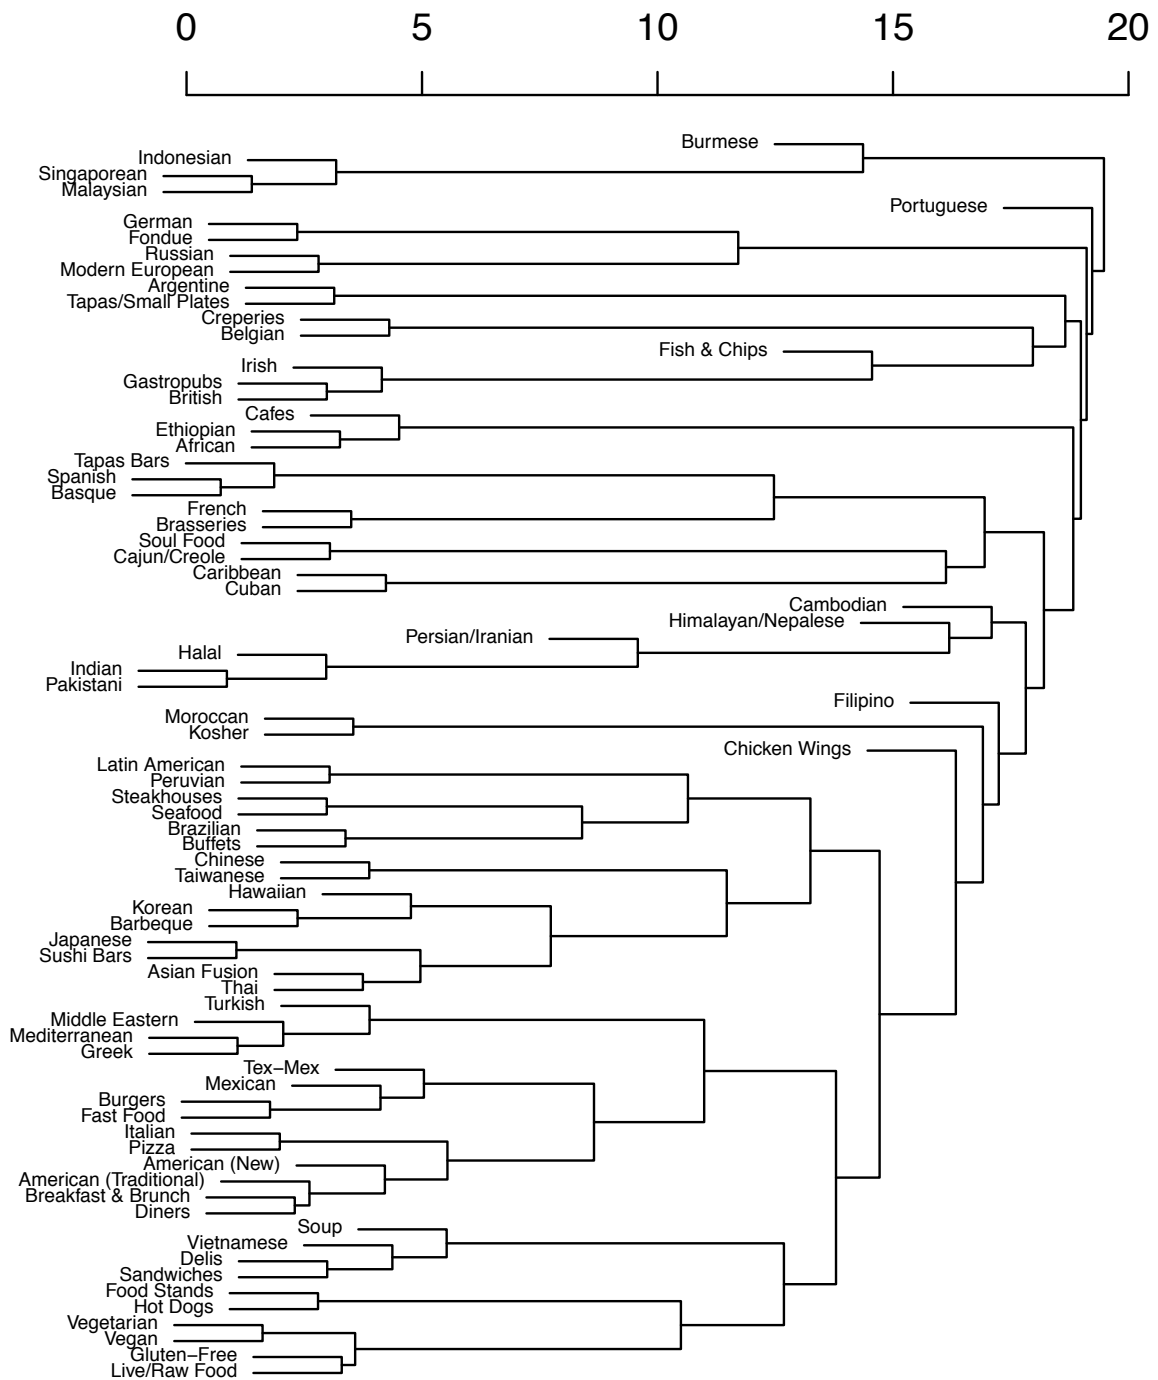 0 5 10 15 20
Burmese
Indonesian
Singaporean
Malaysian
Portuguese
German
Fondue
Russian
Modern European
Argentine
Tapas/Small Plates
Creperies
Belgian
Fish & Chips
Irish
Gastropubs
British
Cafes
Ethiopian
African
Tapas Bars
Spanish
Basque
French
Brasseries
Soul Food
Cajun/Creole
Caribbean
Cuban
Cambodian
Himalayan/Nepalese
Persian/Iranian
Halal
Indian
Pakistani
Filipino
Moroccan
Kosher
Chicken Wings
Latin American
Peruvian
Steakhouses
Seafood
Brazilian
Buffets
Chinese
Taiwanese
Hawaiian
Korean
Barbeque
Japanese
Sushi Bars
Asian Fusion
Thai
Turkish
Middle Eastern
Mediterranean
Greek
Tex−Mex
Mexican
Burgers
Fast Food
Italian
Pizza
American (New)
American (Traditional)
Breakfast & Brunch
Diners
Soup
Vietnamese
Delis
Sandwiches
Food Stands
Hot Dogs
Vegetarian
Vegan
Gluten−Free
Live/Raw Food